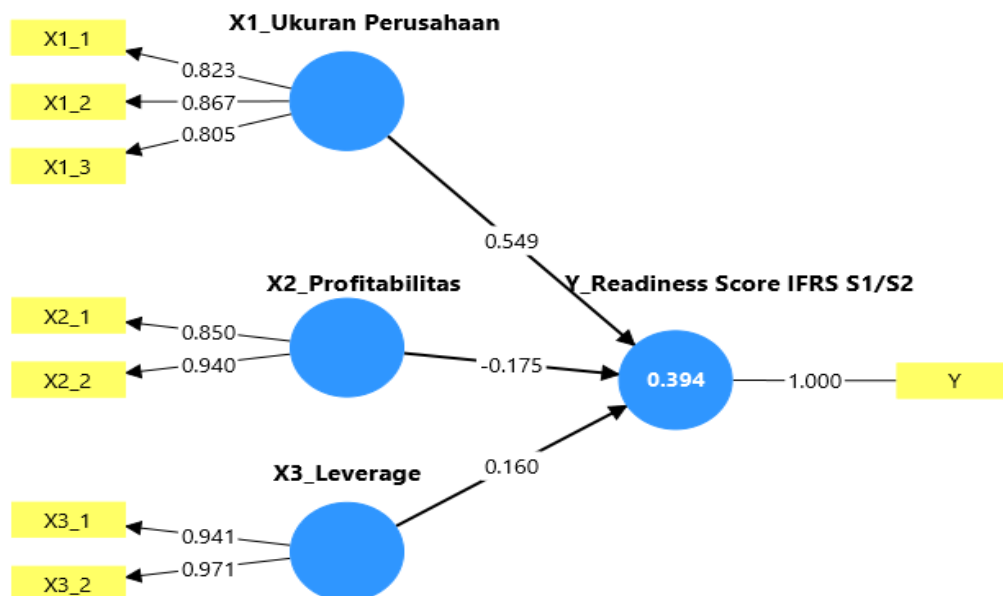 X1_Ukuran Perusahaan
X1_1
0.823
X1_2
0.867
X1_3
0.805
0.549
X2_Profitabilitas
Y_Readiness Score IFRS S1/S2
X2_1
0.850
X2_2
0.940
-0.175
0.394
1.000
Y
X3_Leverage
0.160
X3_1
0.941
X3_2
0.971